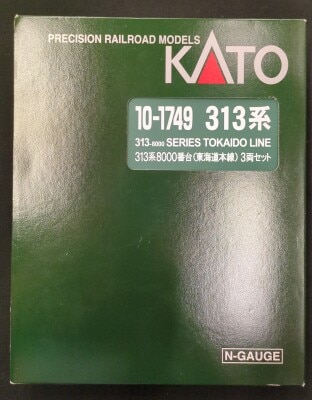 PRECISION RAILROAD MODELS
KATO
10-1749 313系
313-8000 SERIES TOKAIDO LINE
313系8000番台(東海道本線)3両セット
N-GAUGE